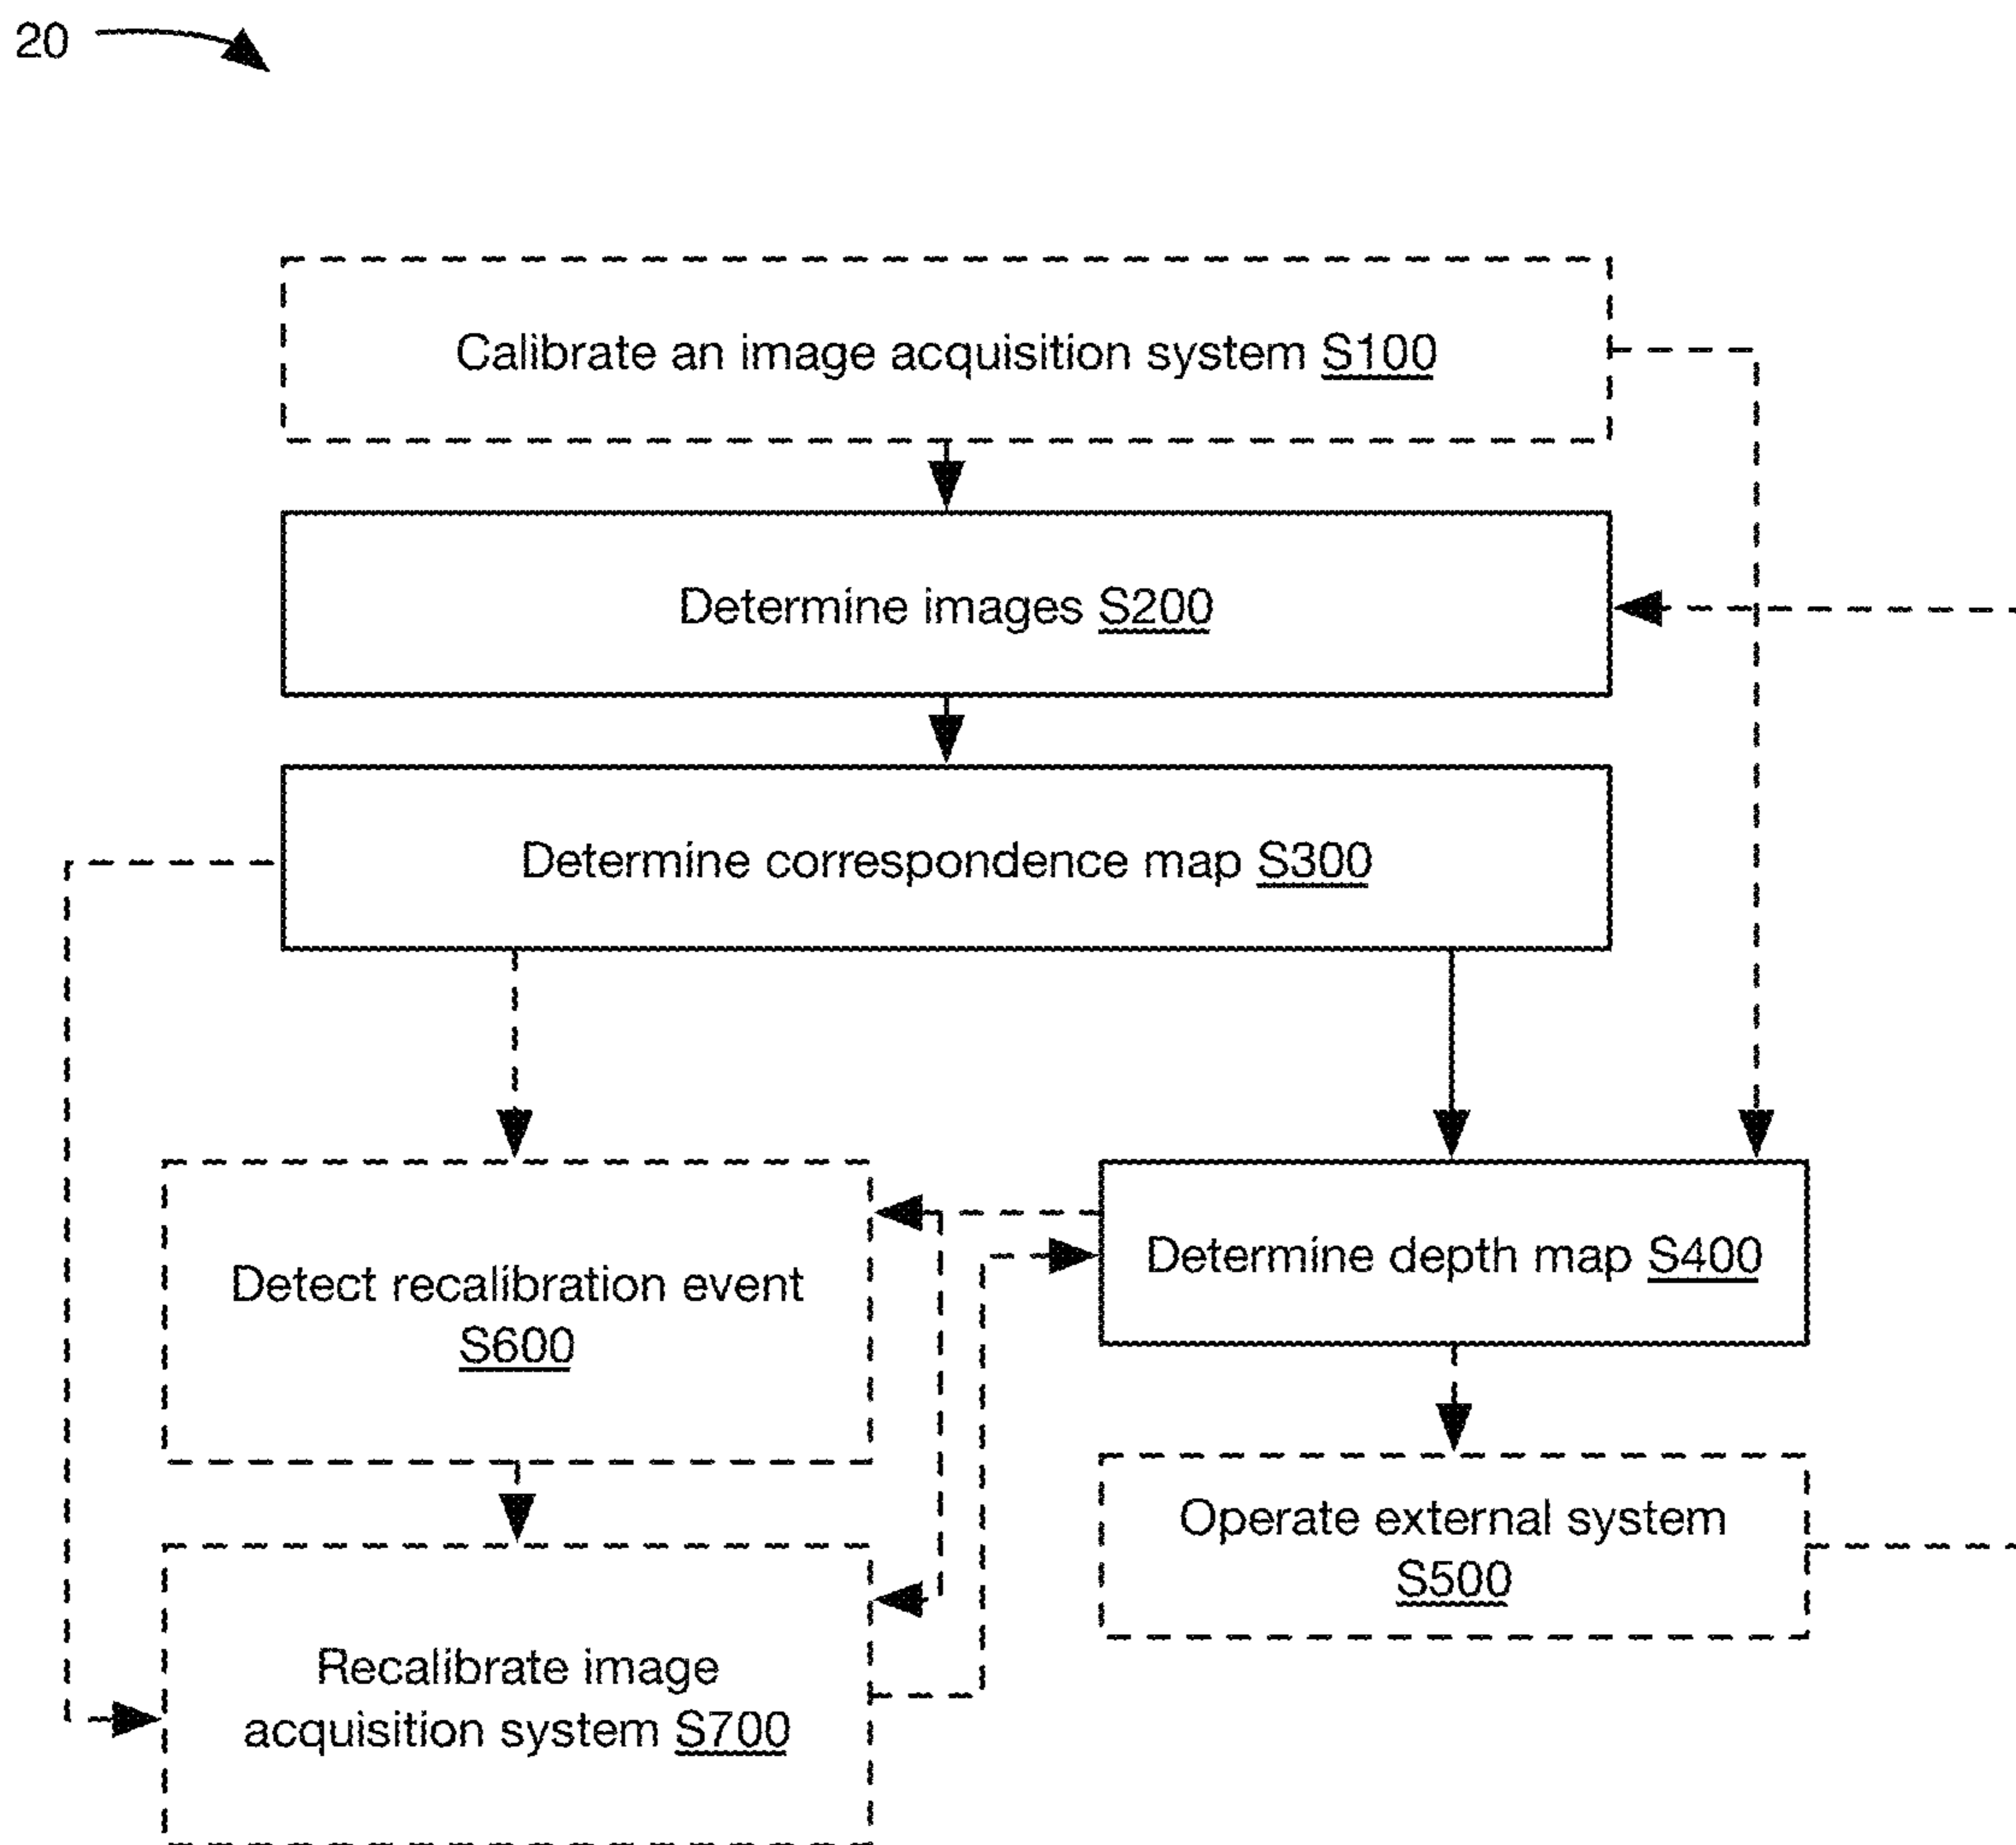 20
Calibrate an image acquisition system S100
Determine images S200
Determine correspondence map S300
Detect recalibration event
S600
Determine depth map S400
Operate external system
S500
Recalibrate image
acquisition system S700